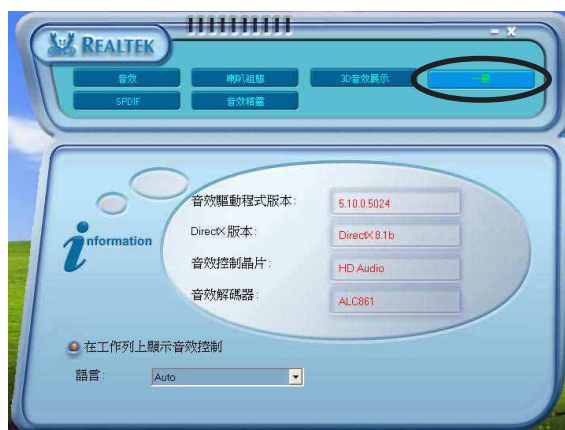 REALTEK
- x
音效 喇叭組態 3D音效展示 一般
SPDIF 音效精靈
音效驅動程式版本: 5.10.0.5024
information
DirectX 版本: DirectX 8.1b
音效控制晶片: HD Audio
音效解碼器: ALC861
在工作列上顯示音效控制
語言: Auto